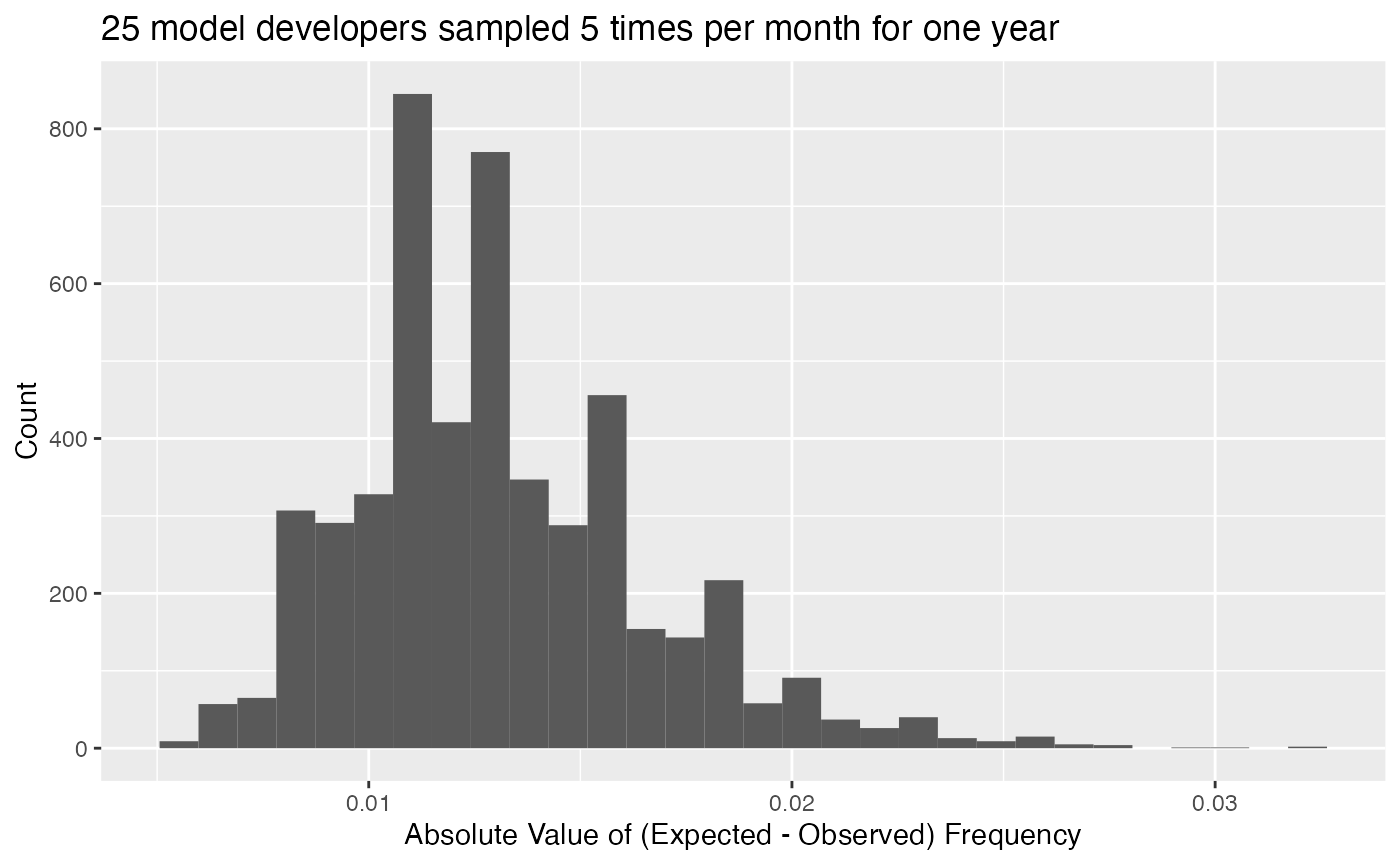 25 model developers sampled 5 times per month for one year
800
600
400
200
0
Count
0.01 0.02 0.03
Absolute Value of (Expected - Observed) Frequency